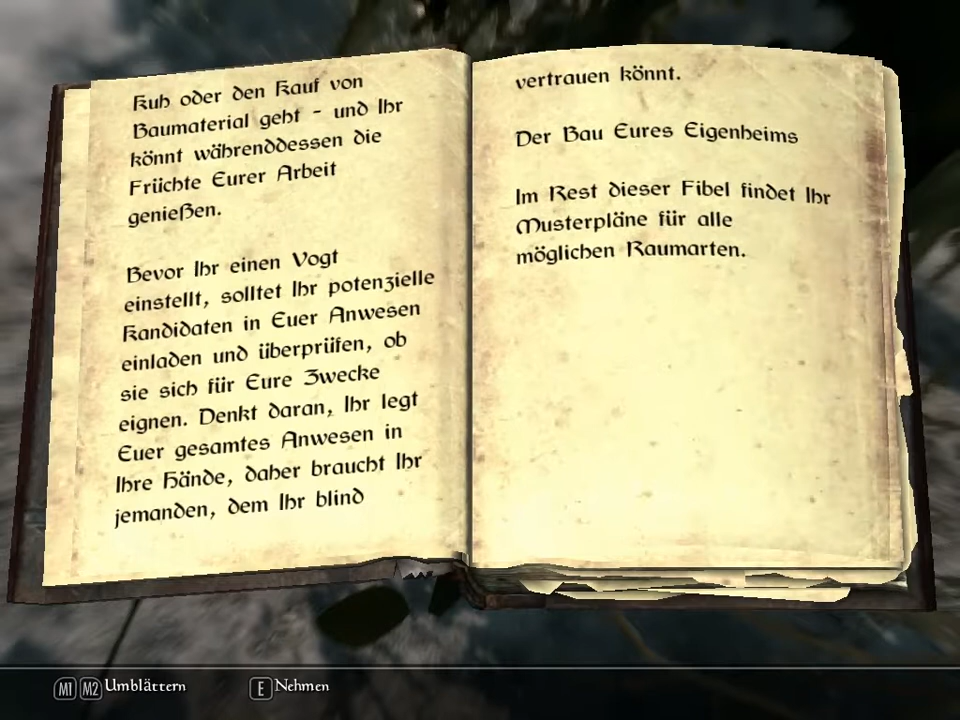 Kuh oder den Kauf von
Baumaterial geht - und Ihr
könnt währenddessen die
Früchte Eurer Arbeit
genießen.
Bevor Ihr einen Vogt
einstellt, solltet Ihr potenzielle
Kandidaten in Euer Anwesen
einladen und überprüfen, ob
sie sich für Eure Zwecke
eignen. Denkt daran, Ihr legt
Euer gesamtes Anwesen in
Ihre Hände, daher braucht Ihr
jemanden, dem Ihr blind
vertrauen könnt.
Der Bau Eures Eigenheims
Im Rest dieser Fibel findet Ihr
Musterpläne für alle
möglichen Raumarten.
M1 M2 Umblättern
E Nehmen